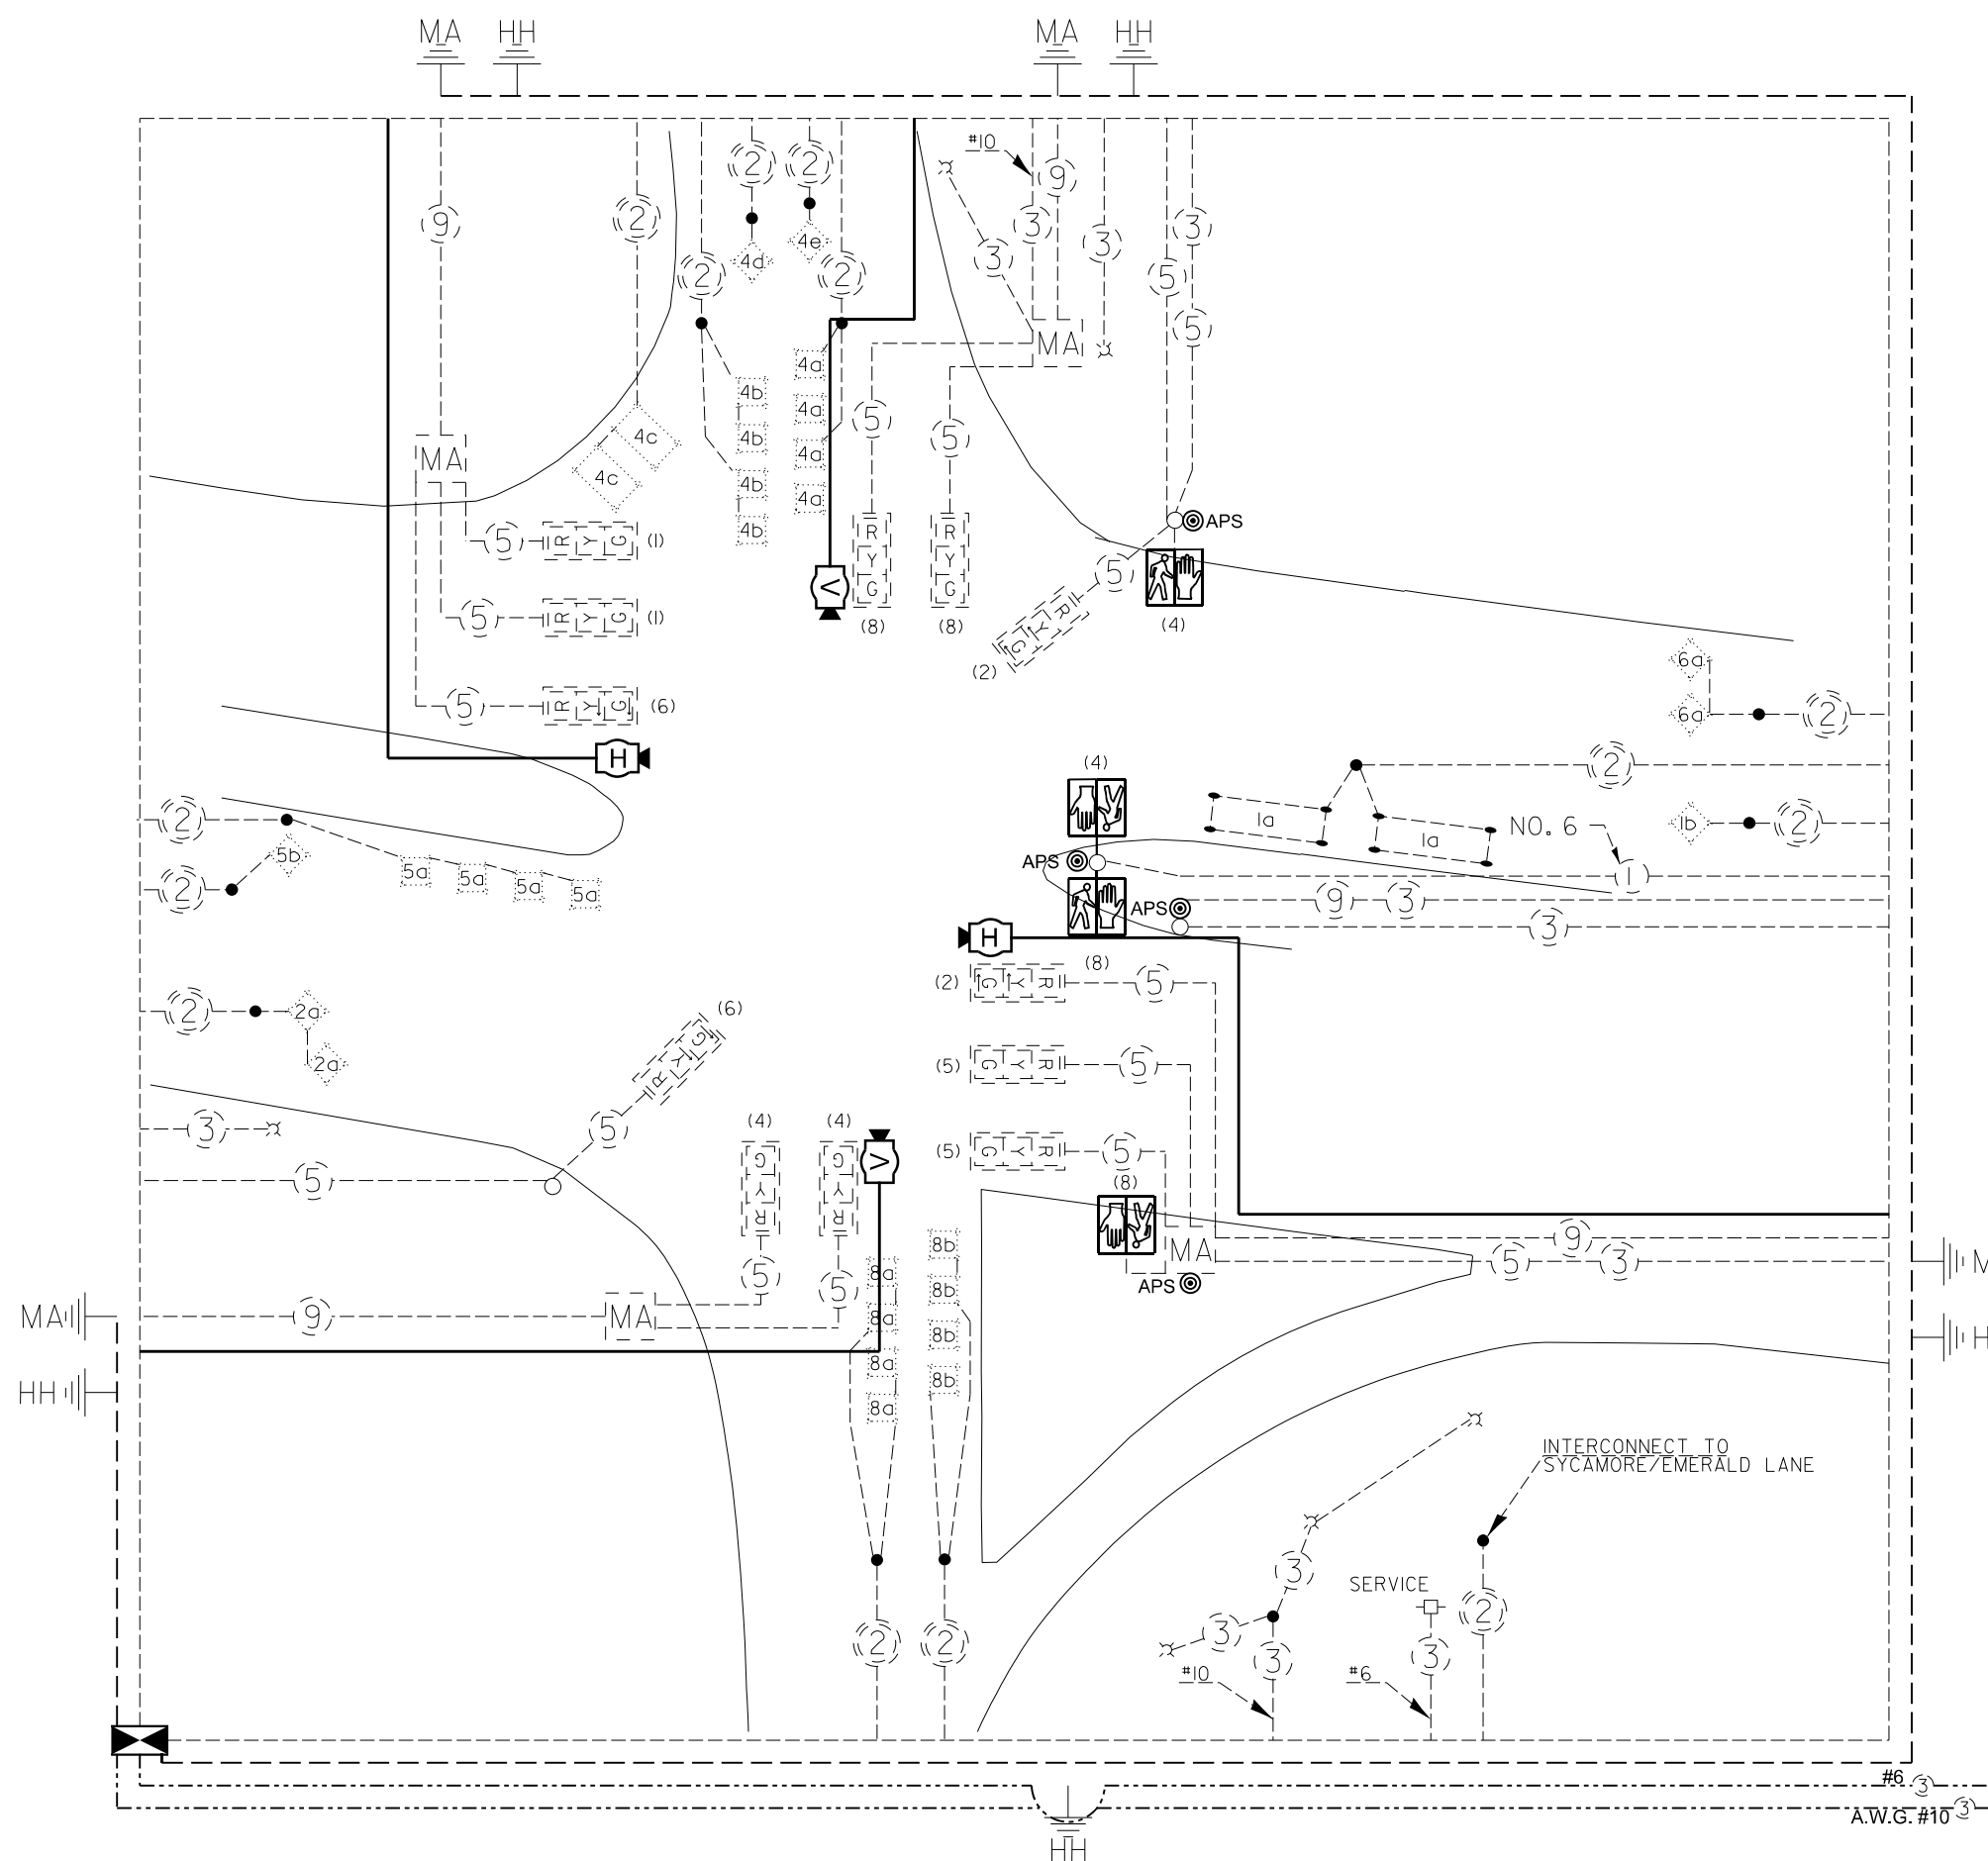 MA HH MA HH
#10
2 2 9
9 2 3 3 3
4d 4e
2 2 3 5
5
MA
4a
4b 4a
5 5
4c 4b 4a
MA 4c 4b 4a
4b
R R APS
5 R Y G (1) Y Y
G G
V
5 R Y G (1) (8) (8) 5
R Y G (4)
(2)
6a
5 R Y G (6) 6a 2
H (4) 2
2 1a NO. 6 1b 2
5b 1a
5a 5a 5a 5a APS 1
2 9 3
APS 3
H
(8)
(2) G Y R 5
2 2a (6)
G Y R
2a (5) G Y R 5
3 5
(4) (4)
V (5) G Y R 5
5 G G (8)
Y Y
R R
8b 9
5 5 8a MA 5 3
8b APS
MA 9 MA 8a
8b
8a
HH 8b
8a
INTERCONNECT TO
SYCAMORE/EMERALD LANE
3
SERVICE
2 2 3 2
3 3
#10 #6
#6 3
A.W.G. #10 3
HH